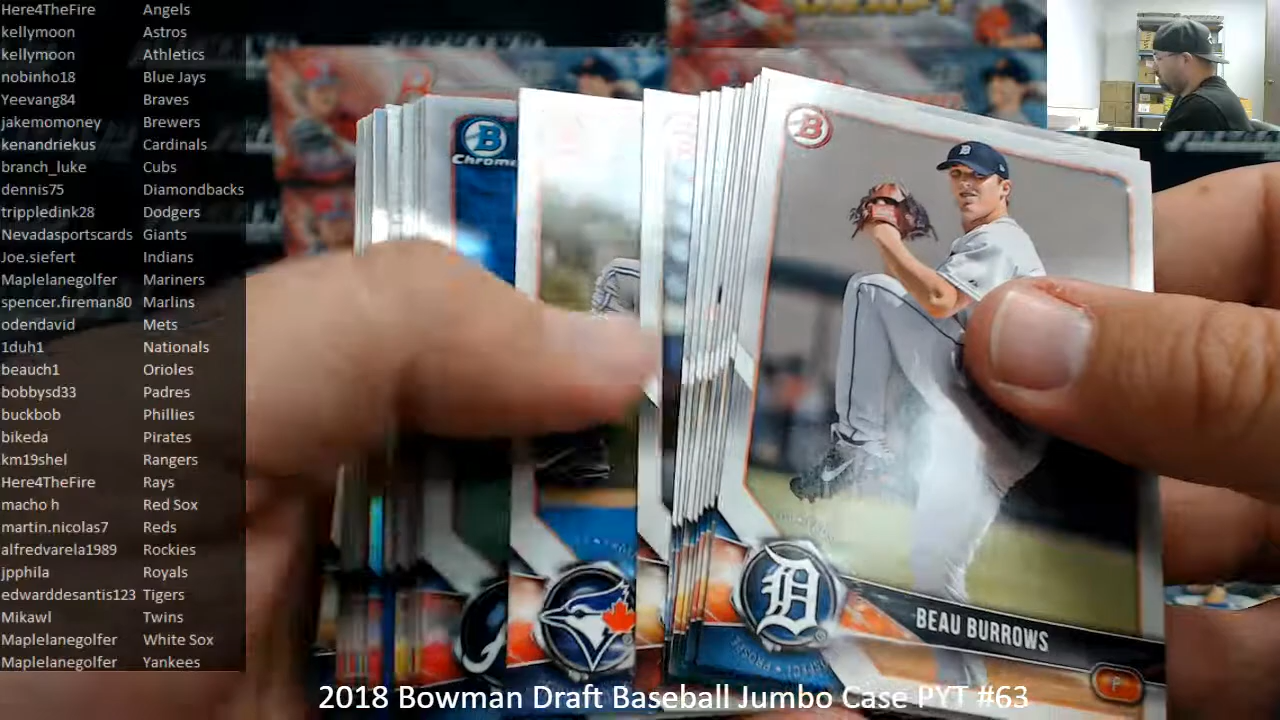 Here4TheFire Angels
kellymoon Astros
kellymoon Athletics
nobinho18 Blue Jays
Yeevang84 Braves
jakemomoney Brewers
kenandriekus Cardinals
branch_luke Cubs
dennis75 Diamondbacks
trippledink28 Dodgers
Nevadasportscards Giants
Joe.siefert Indians
Maplelanegolfer Mariners
spencer.fireman80 Marlins
odendavid Mets
1duh1 Nationals
beauch1 Orioles
bobbysd33 Padres
buckbob Phillies
bikeda Pirates
km19shel Rangers
Here4TheFire Rays
macho h Red Sox
martin.nicolas7 Reds
alfredvarela1989 Rockies
jpphila Royals
edwarddesantis123 Tigers
Mikawl Twins
Maplelanegolfer White Sox
Maplelanegolfer Yankees
B
Chrome
B
D
D
BEAU BURROWS
P
2018 Bowman Draft Baseball Jumbo Case PYT #63